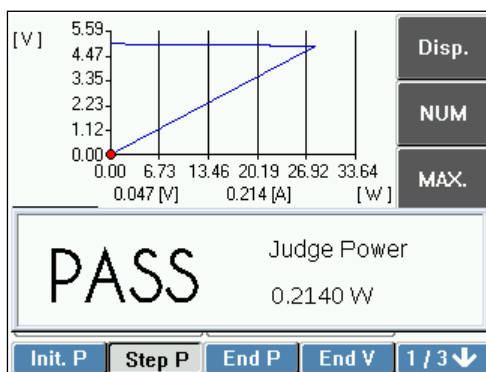 [V]
5.59
4.47
3.35
2.23
1.12
0.00
0.00 6.73 13.46 20.19 26.92 33.64
0.047 [V] 0.214 [A] [W]
Disp.
NUM
MAX.
PASS
Judge Power
0.2140 W
Init. P Step P End P End V 1 / 3